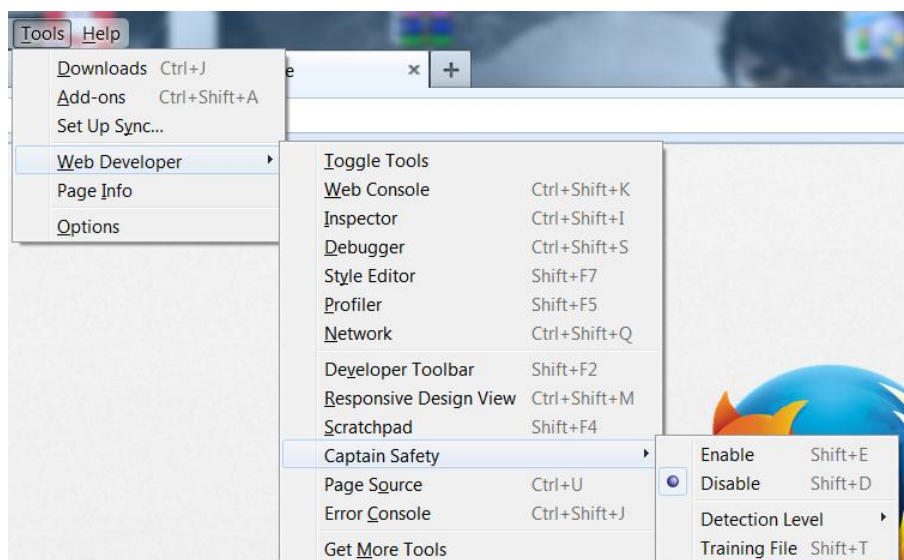 Tools Help
Downloads Ctrl+J
Add-ons Ctrl+Shift+A
Set Up Sync...
Web Developer
Page Info
Options
e × +
Toggle Tools
Web Console Ctrl+Shift+K
Inspector Ctrl+Shift+I
Debugger Ctrl+Shift+S
Style Editor Shift+F7
Profiler Shift+F5
Network Ctrl+Shift+Q
Developer Toolbar Shift+F2
Responsive Design View Ctrl+Shift+M
Scratchpad Shift+F4
Captain Safety
Page Source Ctrl+U
Error Console Ctrl+Shift+J
Get More Tools
Enable Shift+E
Disable Shift+D
Detection Level
Training File Shift+T